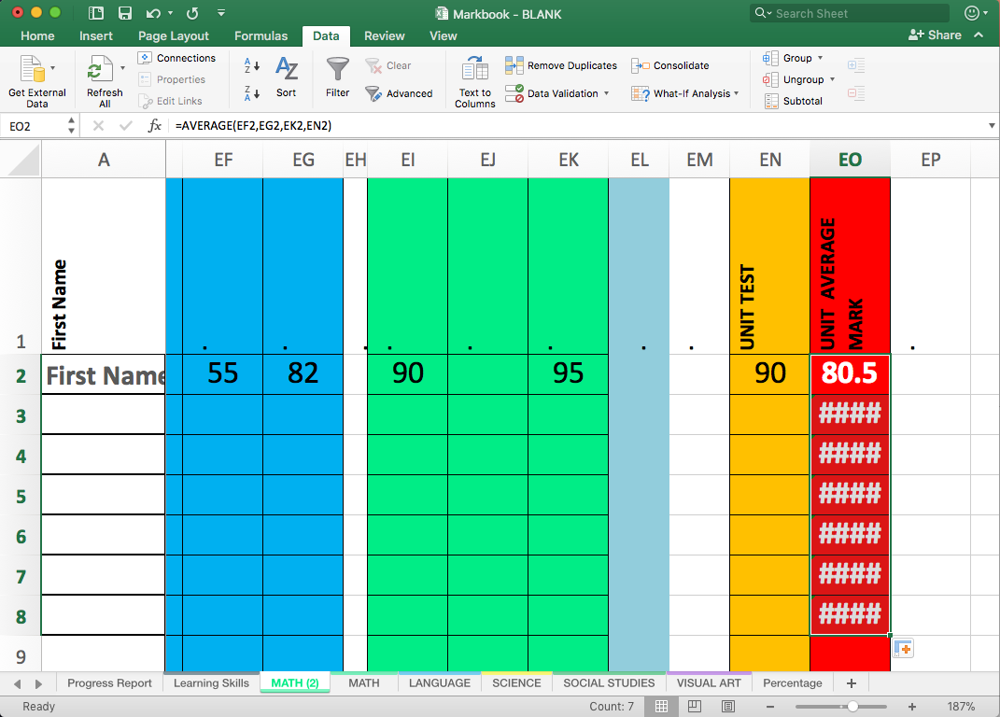 Markbook - BLANK
Search Sheet
Home Insert Page Layout Formulas Data Review View
Share
Get External Data
Refresh All
Connections
Properties
Edit Links
A Z
Z A
AZ
Sort
Filter
Clear
Advanced
Text to Columns
Remove Duplicates
Data Validation
Consolidate
What-If Analysis
Group
Ungroup
Subtotal
EO2 fx =AVERAGE(EF2,EG2,EK2,EN2)
A EF EG EH EI EJ EK EL EM EN EO EP
1 First Name . . . . . . . . UNIT TEST UNIT AVERAGE MARK .
2 First Name 55 82 90 95 90 80.5
3 ####
4 ####
5 ####
6 ####
7 ####
8 ####
9
Progress Report Learning Skills MATH (2) MATH LANGUAGE SCIENCE SOCIAL STUDIES VISUAL ART Percentage +
Ready Count: 7 187%